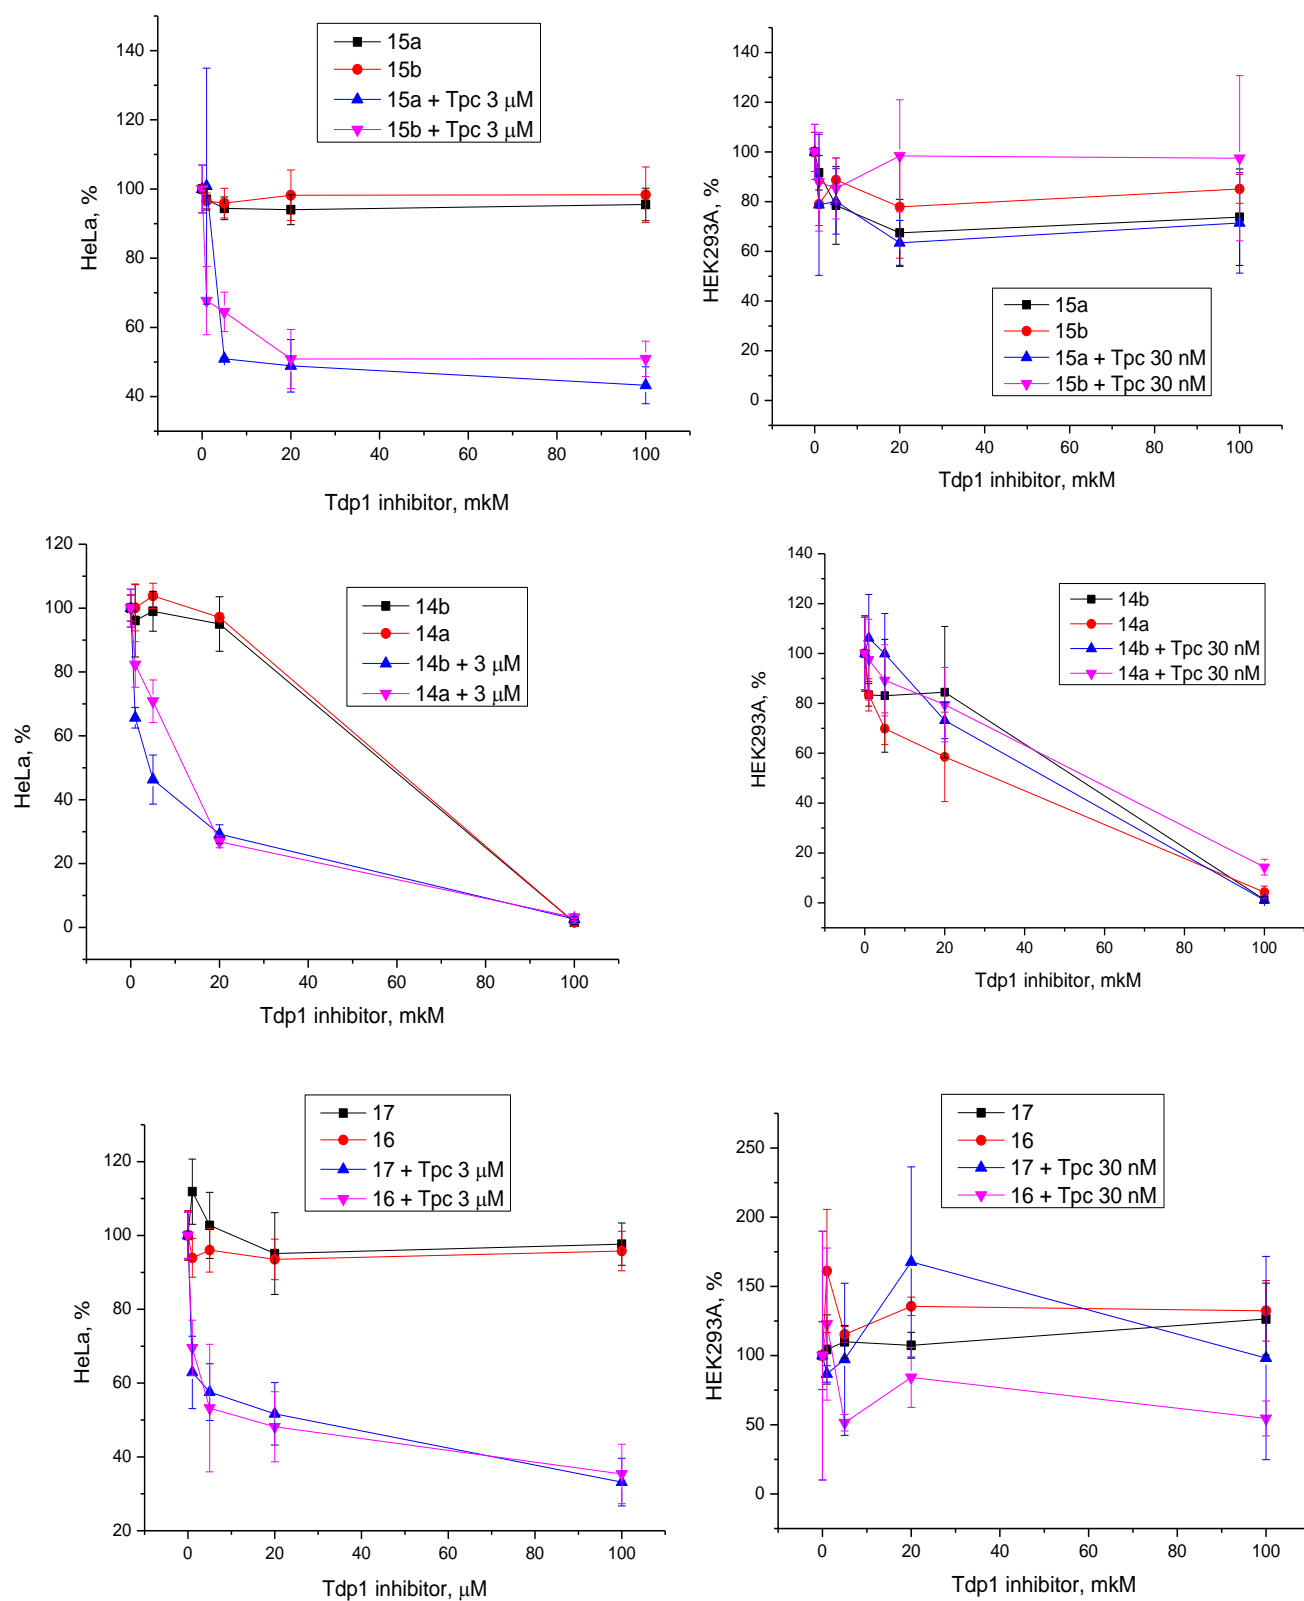 15a
15b
15a + Tpc 3 μM
15b + Tpc 3 μM
HeLa, %
140
120
100
80
60
40
0 20 40 60 80 100
Tdp1 inhibitor, mkM
HEK293A, %
140
120
100
80
60
40
20
0
15a
15b
15a + Tpc 30 nM
15b + Tpc 30 nM
0 20 40 60 80 100
Tdp1 inhibitor, mkM
HeLa, %
120
100
80
60
40
20
0
14b
14a
14b + 3 μM
14a + 3 μM
0 20 40 60 80 100
Tdp1 inhibitor, mkM
HEK293A, %
140
120
100
80
60
40
20
0
14b
14a
14b + Tpc 30 nM
14a + Tpc 30 nM
0 20 40 60 80 100
Tdp1 inhibitor, mkM
17
16
17 + Tpc 3 μM
16 + Tpc 3 μM
HeLa, %
120
100
80
60
40
20
0 20 40 60 80 100
Tdp1 inhibitor, μM
17
16
17 + Tpc 30 nM
16 + Tpc 30 nM
HEK293A, %
250
200
150
100
50
0
0 20 40 60 80 100
Tdp1 inhibitor, mkM